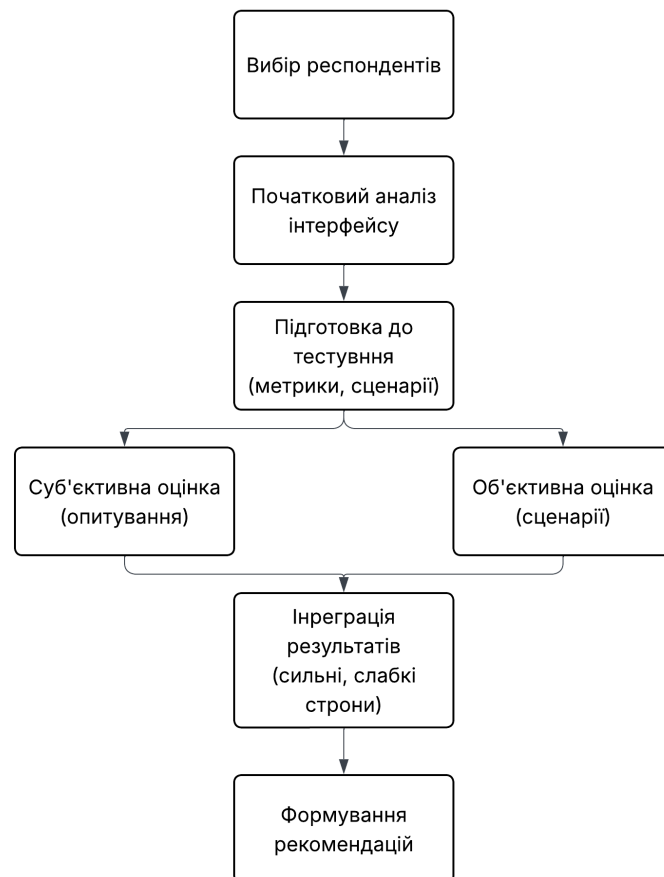 Вибір респондентів
Початковий аналіз
інтерфейсу
Підготовка до
тестувння
(метрики, сценарії)
Суб'єктивна оцінка
(опитування)
Об'єктивна оцінка
(сценарії)
Інреграція
результатів
(сильні, слабкі
строни)
Формування
рекомендацій